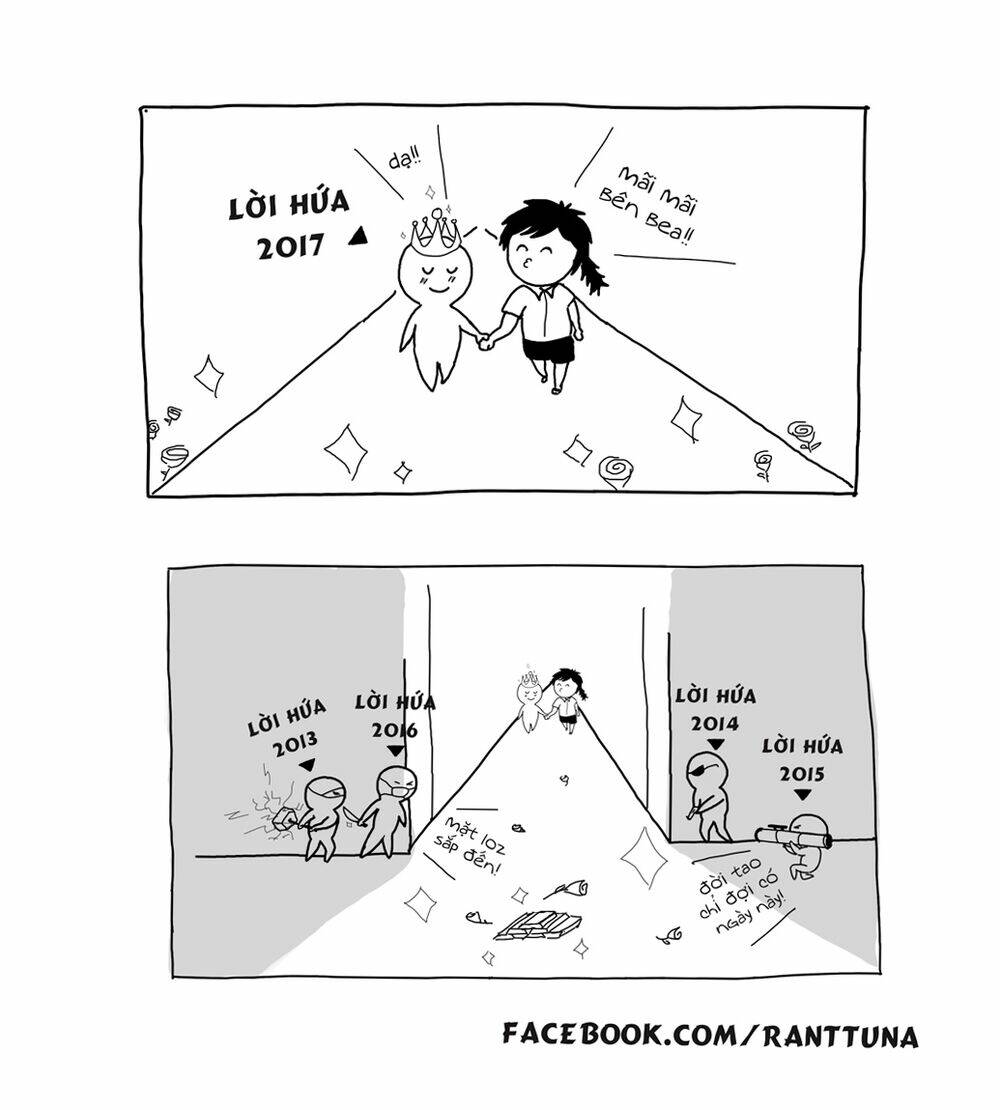 dạ!!
LỜI HỨA
2017
mãi mãi
bên bea!!
LỜI HỨA
2013
LỜI HỨA
2016
LỜI HỨA
2014
LỜI HỨA
2015
mặt loz
sắp đến!
đời tao
chỉ đợi có
ngày này!
FACEBOOK.COM/RANTTUNA